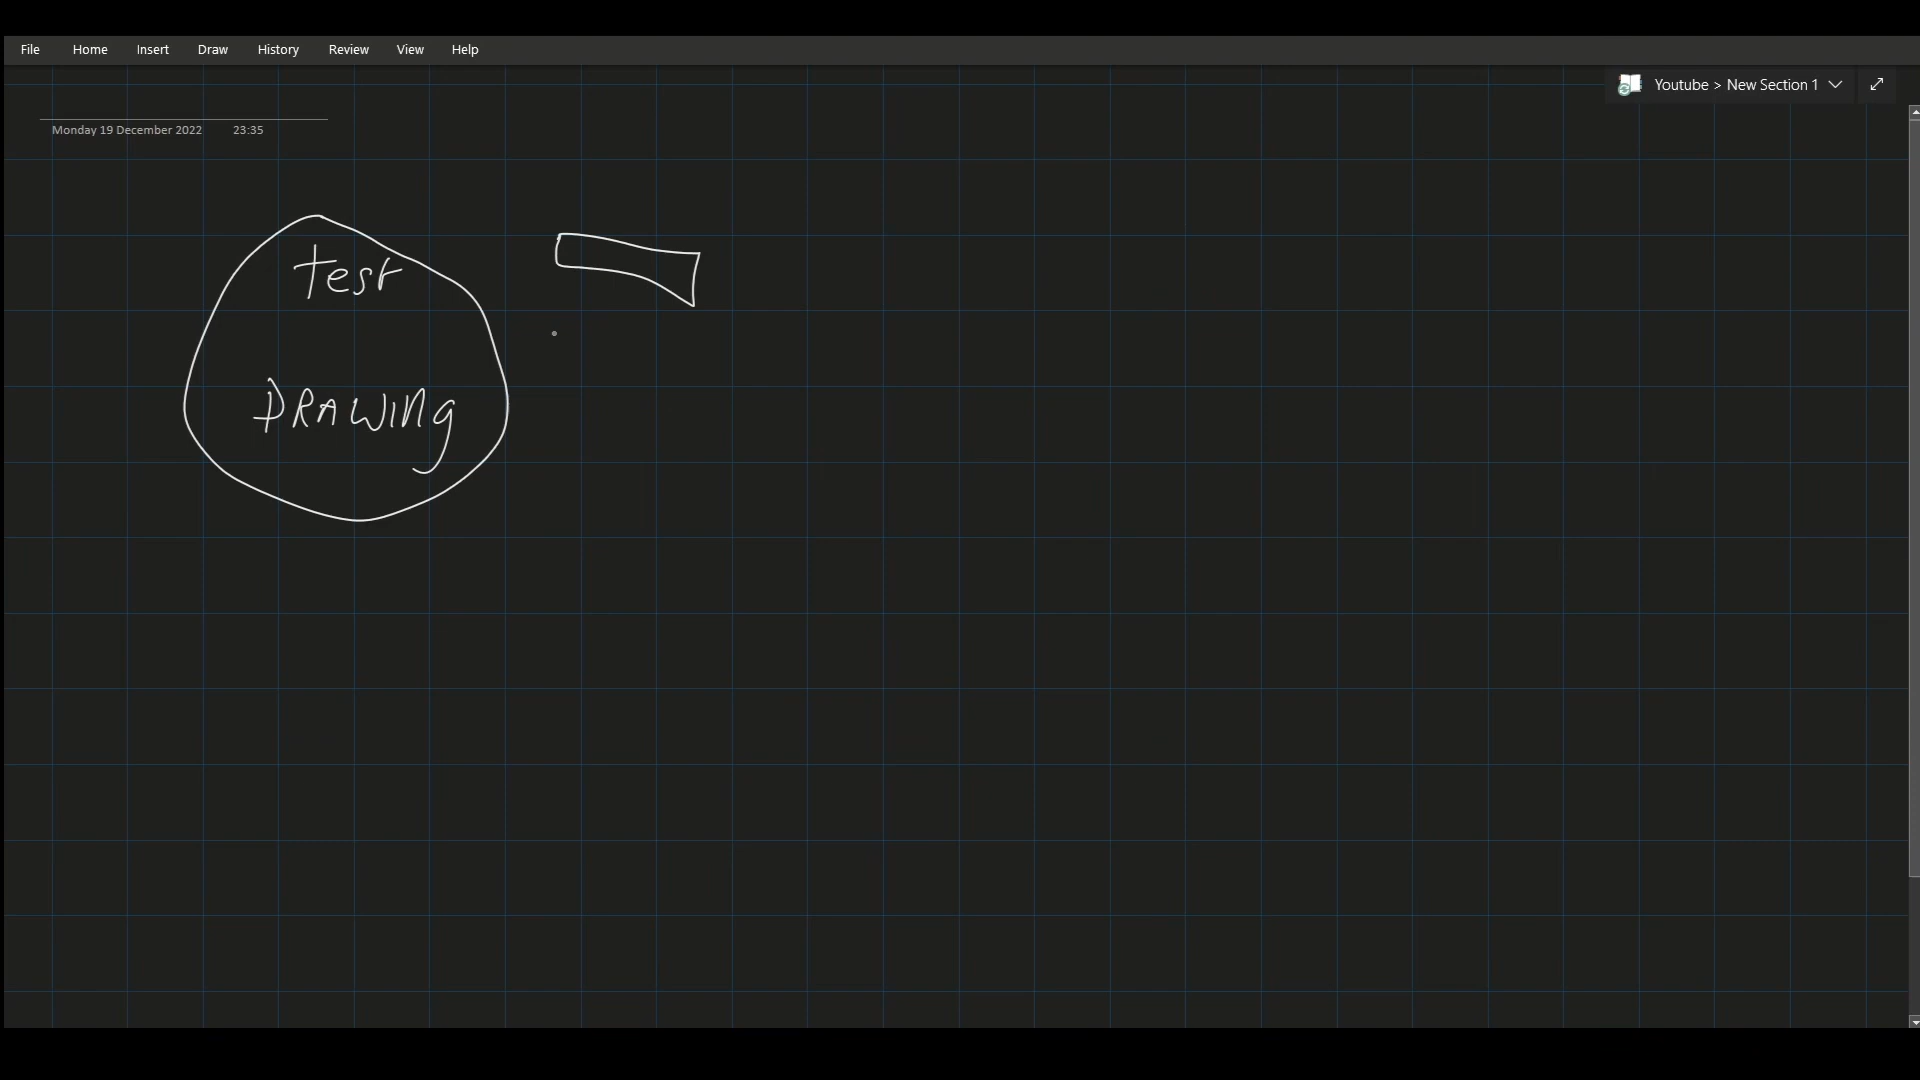 File Home Insert Draw History Review View Help
Youtube > New Section 1
Monday 19 December 2022 23:35
test
DRAWINg